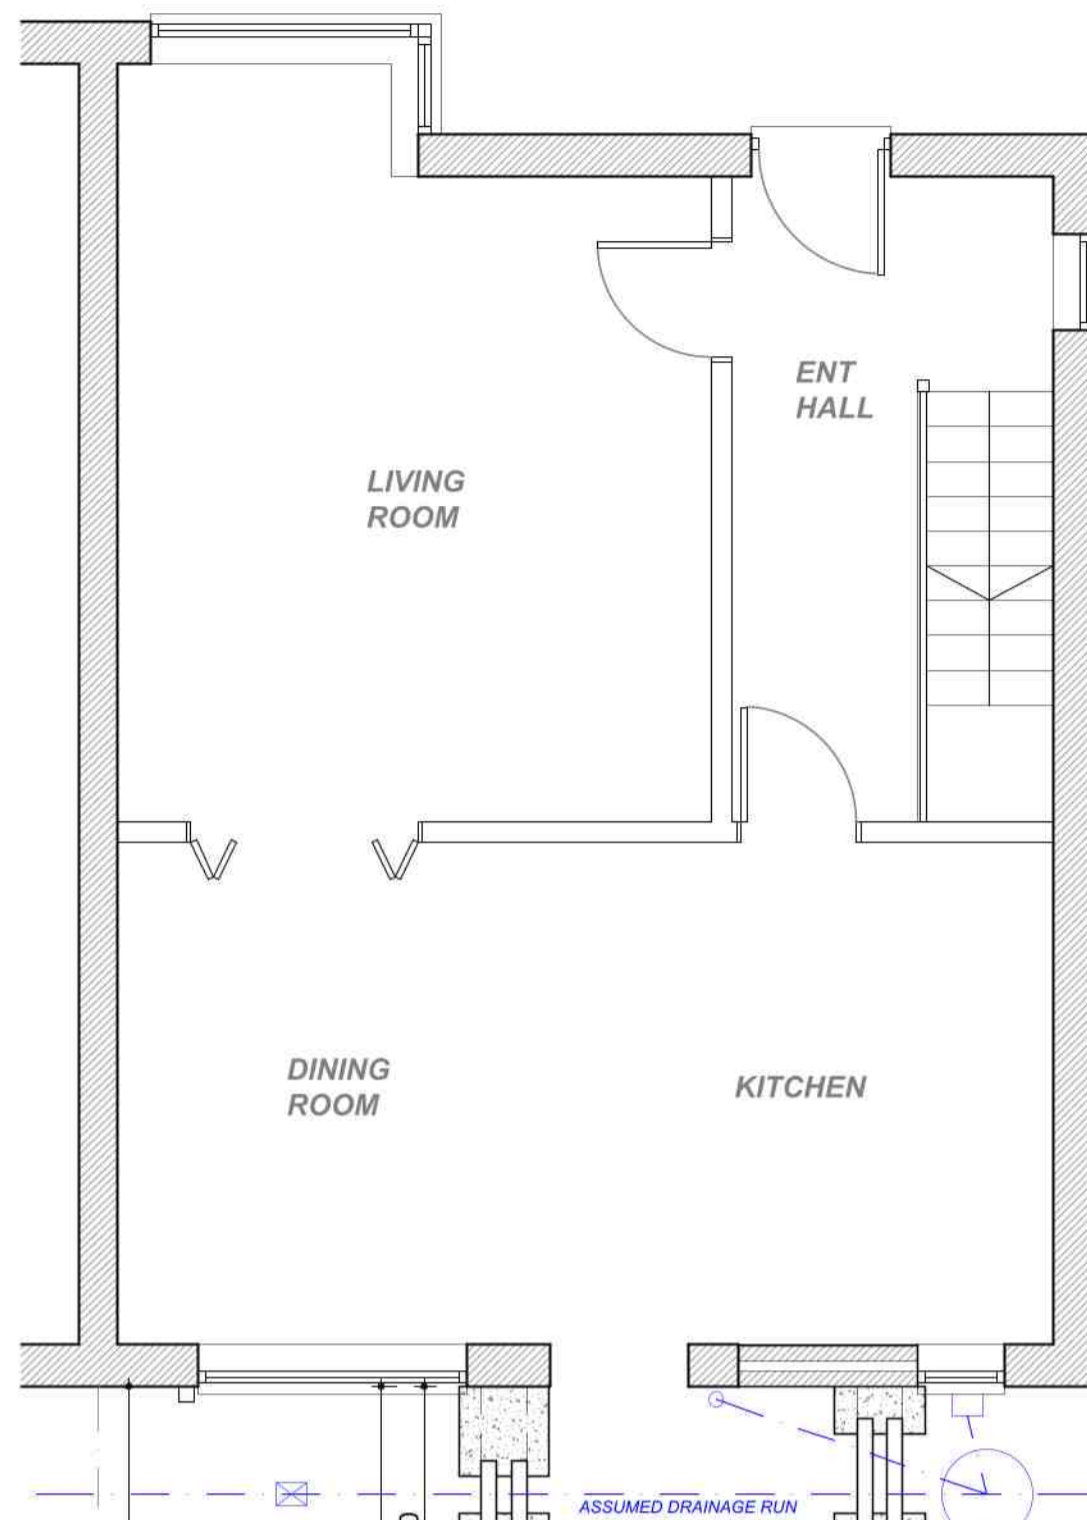 ENT
HALL
LIVING
ROOM
DINING
ROOM
KITCHEN
ASSUMED DRAINAGE RUN